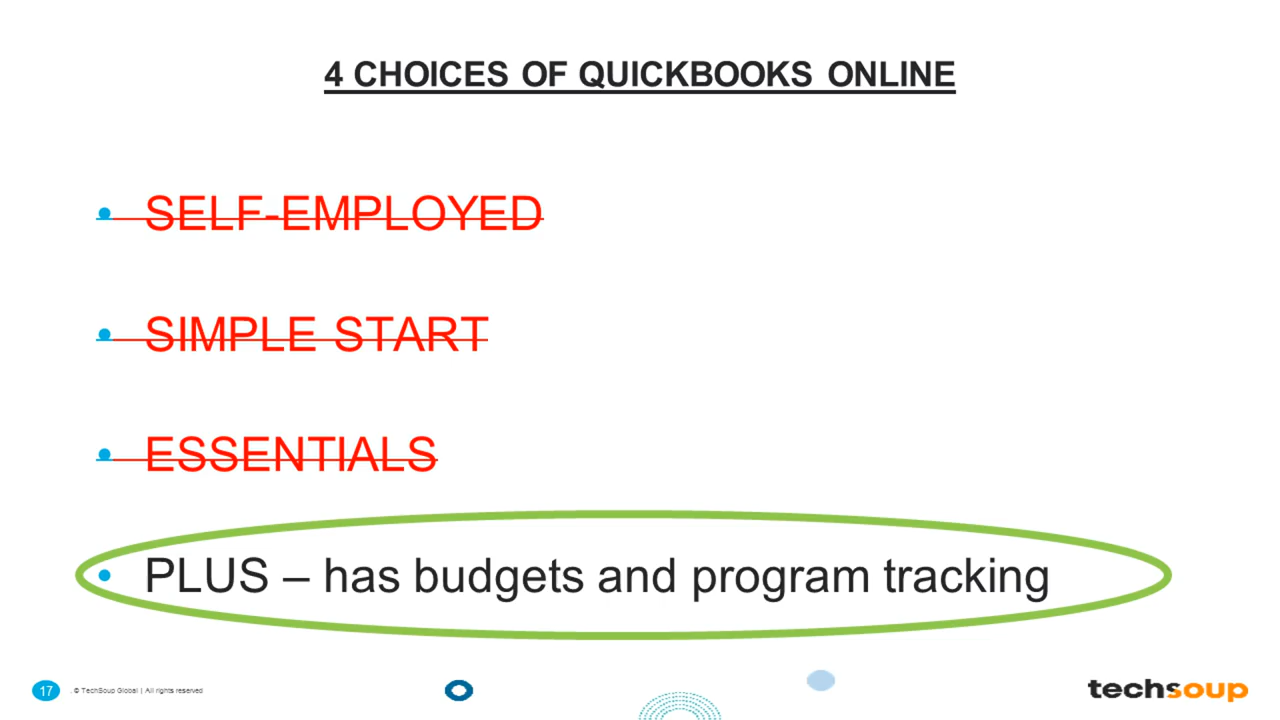 4 CHOICES OF QUICKBOOKS ONLINE
• SELF-EMPLOYED
• SIMPLE START
• ESSENTIALS
• PLUS – has budgets and program tracking
17 . © TechSoup Global | All rights reserved
techsoup